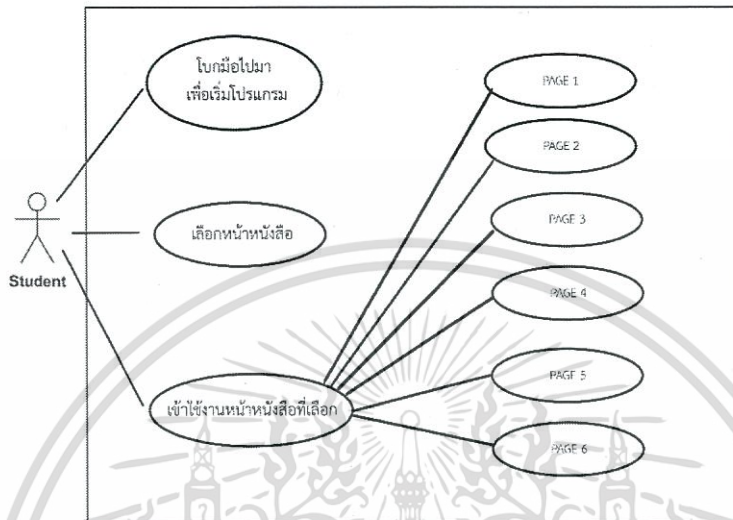 โบกมือไปมา
เพื่อเริ่มโปรแกรม
PAGE 1
PAGE 2
เลือกหน้าหนังสือ
PAGE 3
Student
PAGE 4
PAGE 5
เข้าใช้งานหน้าหนังสือที่เลือก
PAGE 6